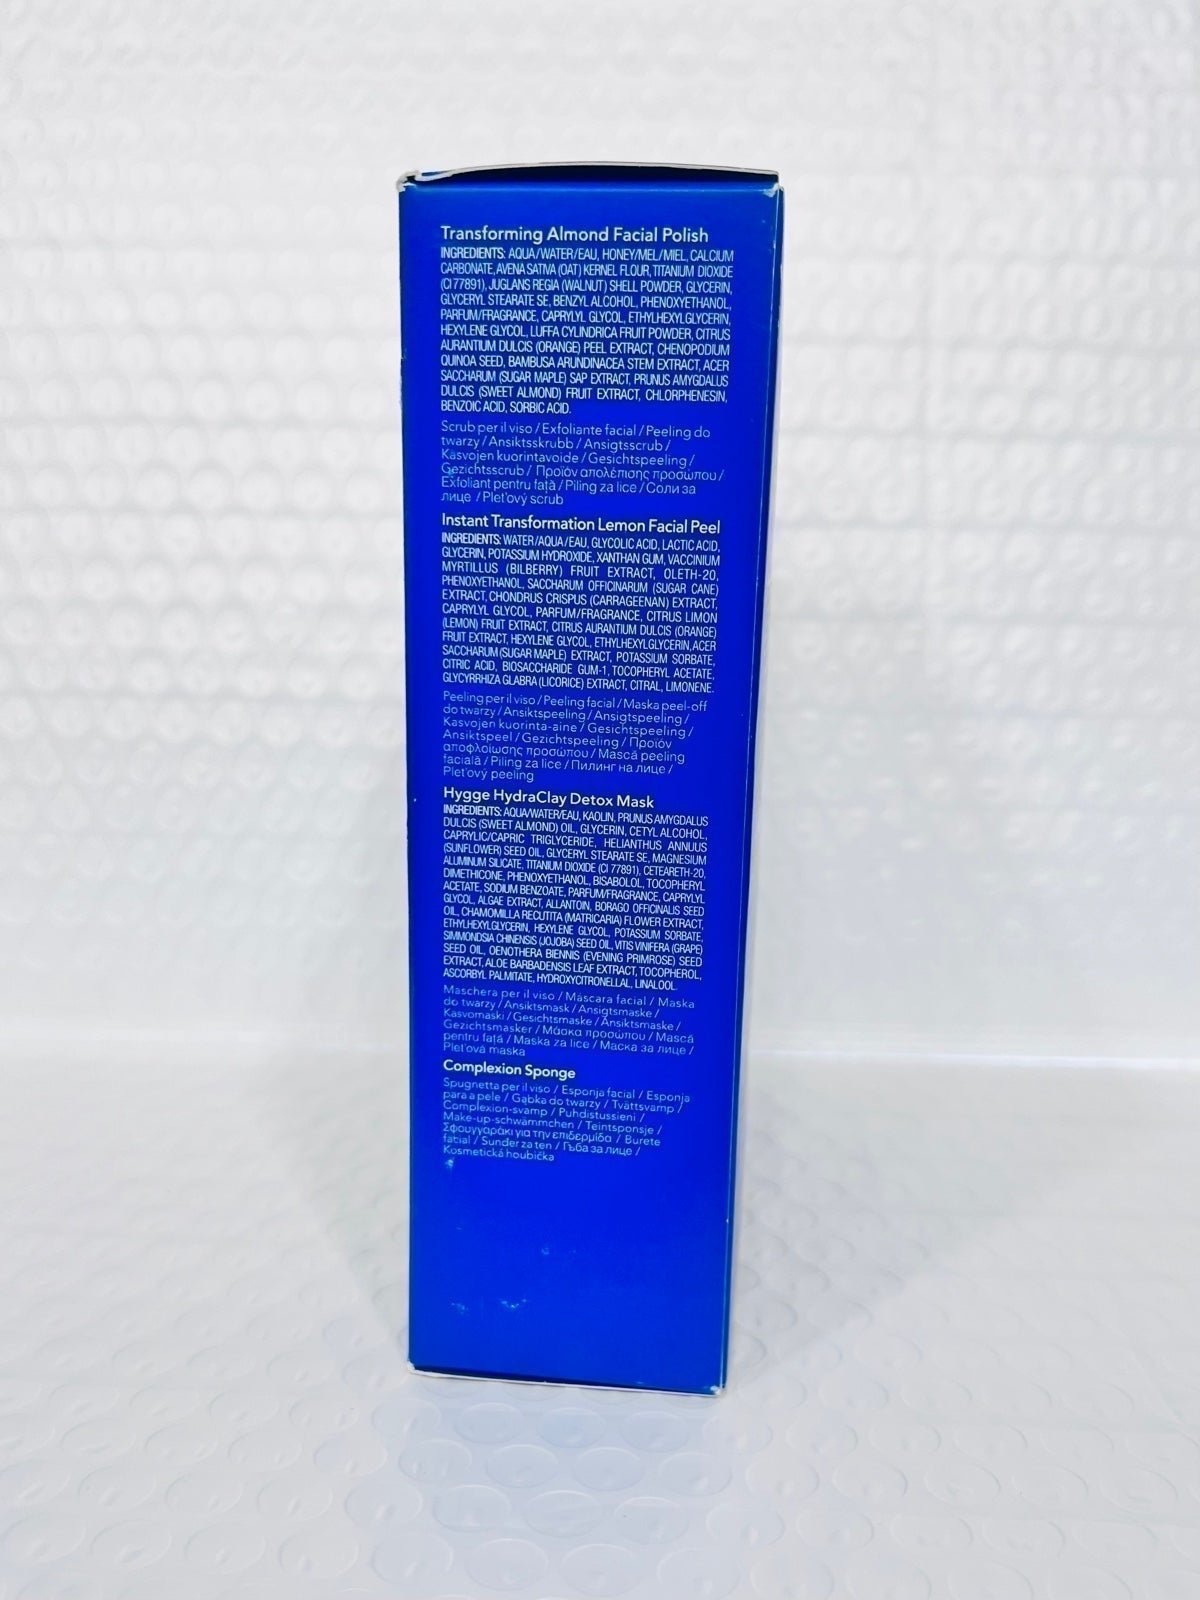 Transforming Almond Facial Polish
INGREDIENTS: AQUA/WATER/EAU, HONEY/MEL/MIEL, CALCIUM
CARBONATE, AVENA SATIVA (OAT) KERNEL FLOUR, TITANIUM DIOXIDE
(CI 77891), JUGLANS REGIA (WALNUT) SHELL POWDER, GLYCERIN,
GLYCERYL STEARATE SE, BENZYL ALCOHOL, PHENOXYETHANOL,
PARFUM/FRAGRANCE, CAPRYLYL GLYCOL, ETHYLHEXYLGLYCERIN,
HEXYLENE GLYCOL, LUFFA CYLINDRICA FRUIT POWDER, CITRUS
AURANTIUM DULCIS (ORANGE) PEEL EXTRACT, CHENOPODIUM
QUINOA SEED, BAMBUSA ARUNDINACEA STEM EXTRACT, ACER
SACCHARUM (SUGAR MAPLE) SAP EXTRACT, PRUNUS AMYGDALUS
DULCIS (SWEET ALMOND) FRUIT EXTRACT, CHLORPHENESIN,
BENZOIC ACID, SORBIC ACID.
Scrub per il viso / Exfoliante facial / Peeling do
twarzy / Ansiktsskrubb / Ansigtsscrub /
Kasvojen kuorintavoide / Gesichtspeeling /
Gezichtsscrub / Προϊόν απολέπισης προσώπου /
Exfoliant pentru față / Piling za lice / Соли за
лице / Pleťový scrub
Instant Transformation Lemon Facial Peel
INGREDIENTS: WATER/AQUA/EAU, GLYCOLIC ACID, LACTIC ACID,
GLYCERIN, POTASSIUM HYDROXIDE, XANTHAN GUM, VACCINIUM
MYRTILLUS (BILBERRY) FRUIT EXTRACT, OLETH-20,
PHENOXYETHANOL, SACCHARUM OFFICINARUM (SUGAR CANE)
EXTRACT, CHONDRUS CRISPUS (CARRAGEENAN) EXTRACT,
CAPRYLYL GLYCOL, PARFUM/FRAGRANCE, CITRUS LIMON
(LEMON) FRUIT EXTRACT, CITRUS AURANTIUM DULCIS (ORANGE)
FRUIT EXTRACT, HEXYLENE GLYCOL, ETHYLHEXYLGLYCERIN, ACER
SACCHARUM (SUGAR MAPLE) EXTRACT, POTASSIUM SORBATE,
CITRIC ACID, BIOSACCHARIDE GUM-1, TOCOPHERYL ACETATE,
GLYCYRRHIZA GLABRA (LICORICE) EXTRACT, CITRAL, LIMONENE.
Peeling per il viso / Peeling facial / Maska peel-off
do twarzy / Ansiktspeeling / Ansigtspeeling /
Kasvojen kuorinta-aine / Gesichtspeeling /
Ansiktspeel / Gezichtspeeling / Προϊόν
αποφλοίωσης προσώπου / Mască peeling
facială / Piling za lice / Пилинг на лице /
Pleťový peeling
Hygge HydraClay Detox Mask
INGREDIENTS: AQUA/WATER/EAU, KAOLIN, PRUNUS AMYGDALUS
DULCIS (SWEET ALMOND) OIL, GLYCERIN, CETYL ALCOHOL,
CAPRYLIC/CAPRIC TRIGLYCERIDE, HELIANTHUS ANNUUS
(SUNFLOWER) SEED OIL, GLYCERYL STEARATE SE, MAGNESIUM
ALUMINUM SILICATE, TITANIUM DIOXIDE (CI 77891), CETEARETH-20,
DIMETHICONE, PHENOXYETHANOL, BISABOLOL, TOCOPHERYL
ACETATE, SODIUM BENZOATE, PARFUM/FRAGRANCE, CAPRYLYL
GLYCOL, ALGAE EXTRACT, ALLANTOIN, BORAGO OFFICINALIS SEED
OIL, CHAMOMILLA RECUTITA (MATRICARIA) FLOWER EXTRACT,
ETHYLHEXYLGLYCERIN, HEXYLENE GLYCOL, POTASSIUM SORBATE,
SIMMONDSIA CHINENSIS (JOJOBA) SEED OIL, VITIS VINIFERA (GRAPE)
SEED OIL, OENOTHERA BIENNIS (EVENING PRIMROSE) SEED
EXTRACT, ALOE BARBADENSIS LEAF EXTRACT, TOCOPHEROL,
ASCORBYL PALMITATE, HYDROXYCITRONELLAL, LINALOOL.
Maschera per il viso / Máscara facial / Maska
do twarzy / Ansiktsmask / Ansigtsmaske /
Kasvomaski / Gesichtsmaske / Ansiktsmaske /
Gezichtsmasker / Μάσκα προσώπου / Mască
pentru față / Maska za lice / Маска за лице /
Pleťová maska
Complexion Sponge
Spugnetta per il viso / Esponja facial / Esponja
para a pele / Gąbka do twarzy / Tvättsvamp /
Complexion-svamp / Puhdistussieni /
Make-up-schwämmchen / Teintsponsje /
Σφουγγαράκι για την επιδερμίδα / Burete
facial / Sunđer za ten / Гъба за лице /
Kosmetická houbička